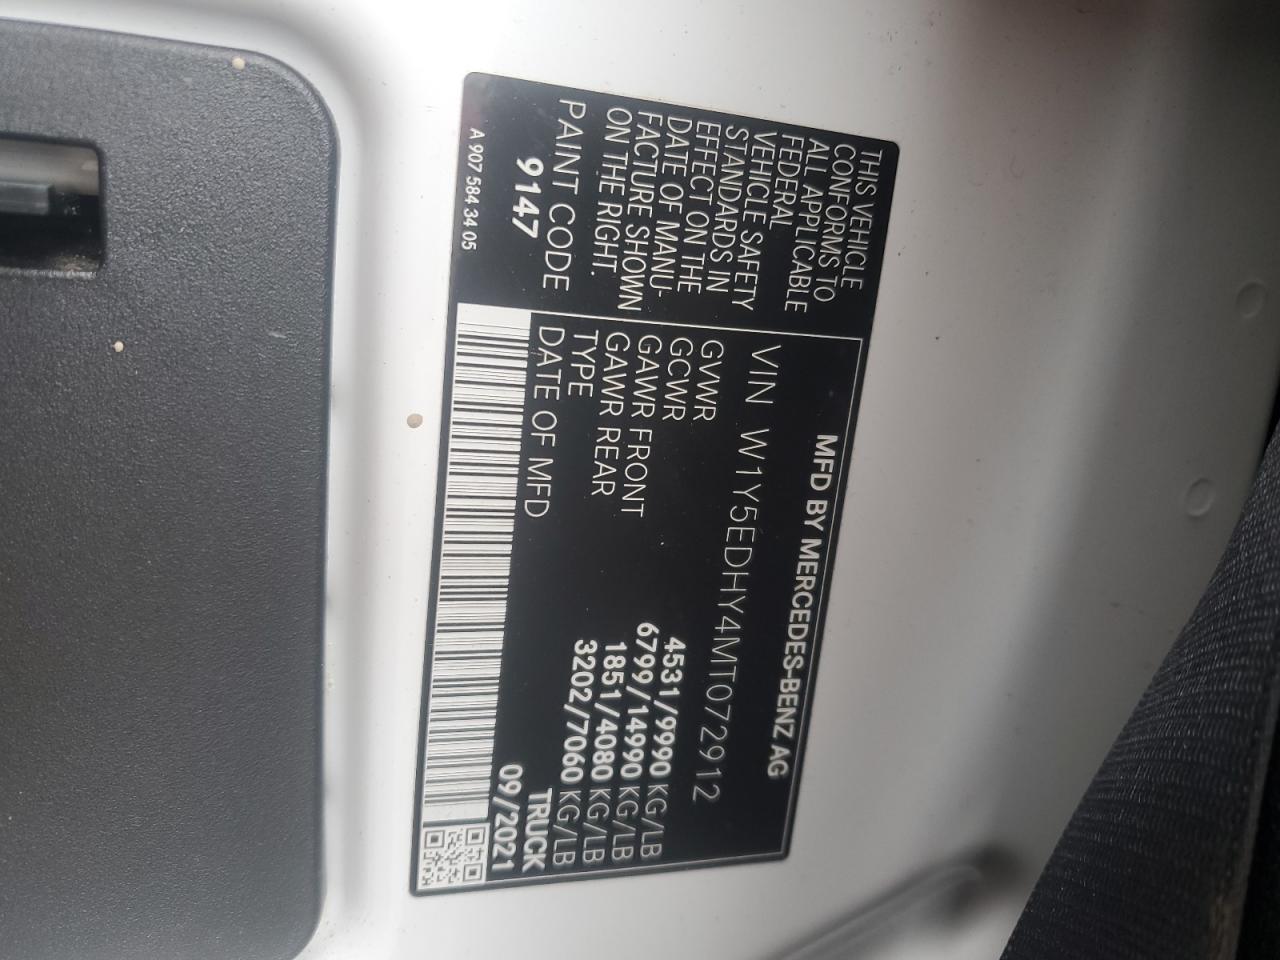 THIS VEHICLE
CONFORMS TO
ALL APPLICABLE
FEDERAL
VEHICLE SAFETY
STANDARDS IN
EFFECT ON THE
DATE OF MANU-
FACTURE SHOWN
ON THE RIGHT.
PAINT CODE
9147
A 907 584 34 05
MFD BY MERCEDES-BENZ AG
VIN W1Y5EDHY4MT072912
GVWR 4531/9990 KG/LB
GCWR 6799/14990 KG/LB
GAWR FRONT 1851/4080 KG/LB
GAWR REAR 3202/7060 KG/LB
TYPE TRUCK
DATE OF MFD 09/2021